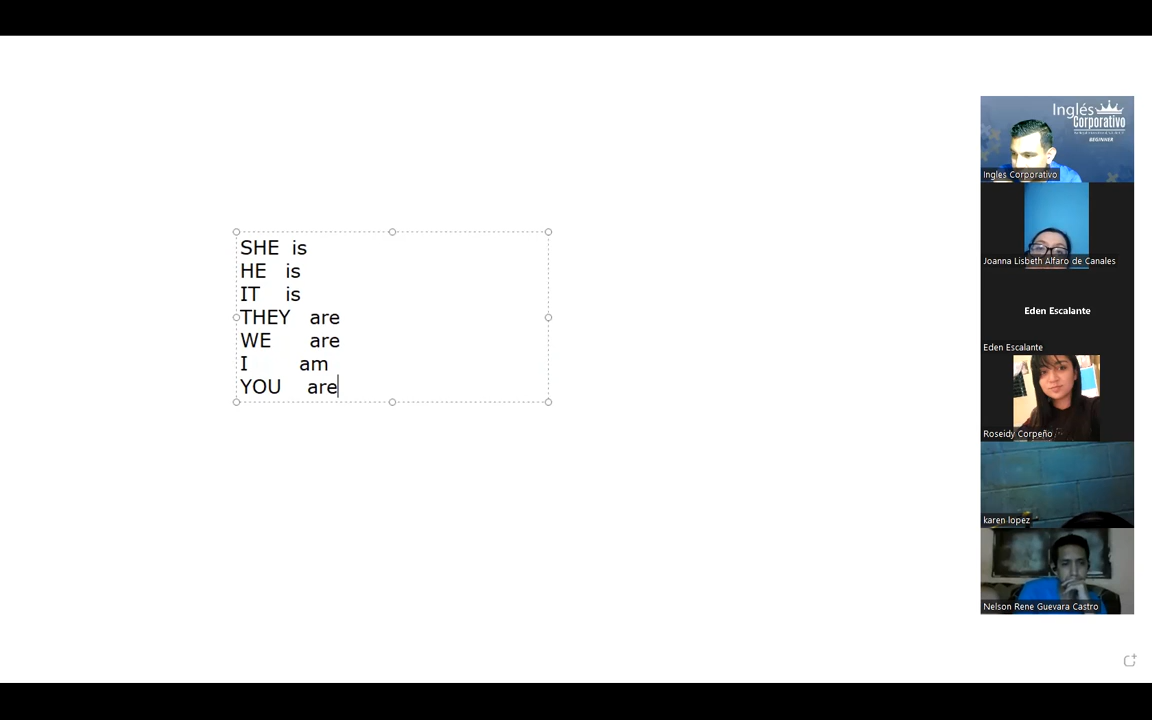 SHE is
HE is
IT is
THEY are
WE are
I am
YOU are
Inglés
Corporativo
BEGINNER
Ingles Corporativo
Joanna Lisbeth Alfaro de Canales
Eden Escalante
Eden Escalante
Roseidy Corpeño
karen lopez
Nelson Rene Guevara Castro